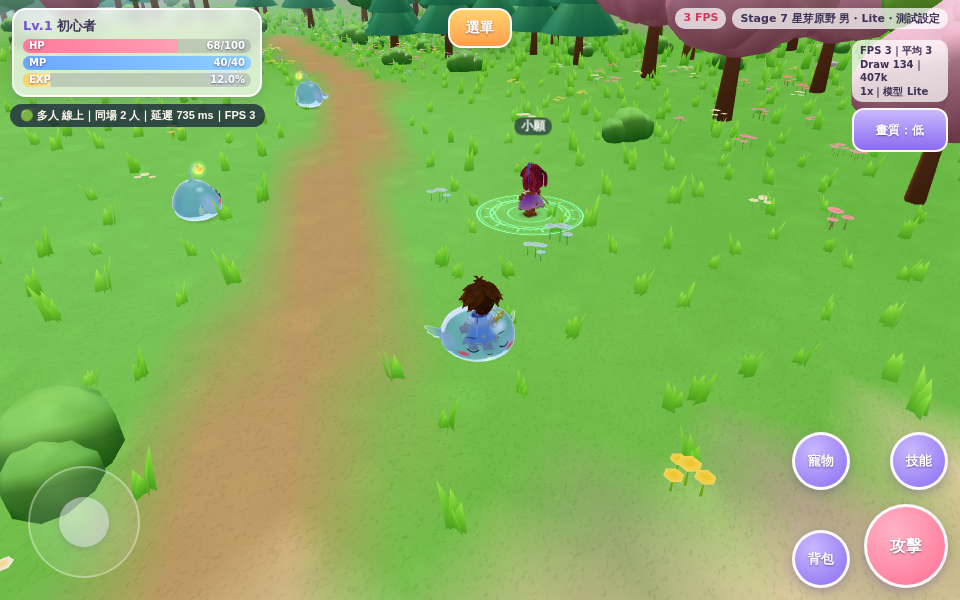 Lv.1 初心者
HP 68/100
MP 40/40
EXP 12.0%
🟢 多人 線上｜同場 2 人｜延遲 735 ms｜FPS 3
選單
3 FPS
Stage 7 星芽原野 男・Lite・測試設定
FPS 3｜平均 3
Draw 134｜
407k
1x｜模型 Lite
畫質：低
小願
寵物
技能
攻擊
背包